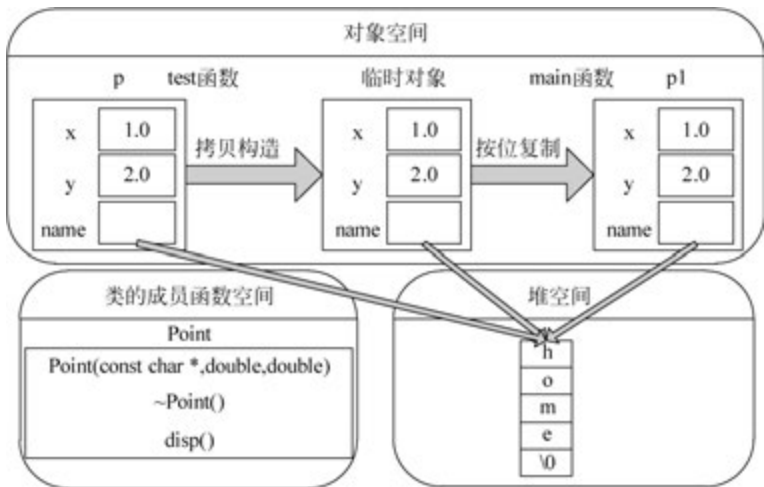 对象空间
p test函数 临时对象 main函数 p1
x 1.0 x 1.0 x 1.0
拷贝构造 按位复制
y 2.0 y 2.0 y 2.0
name name name
类的成员函数空间 堆空间
Point
Point(const char *,double,double)
~Point()
disp()
h
o
m
e
\0